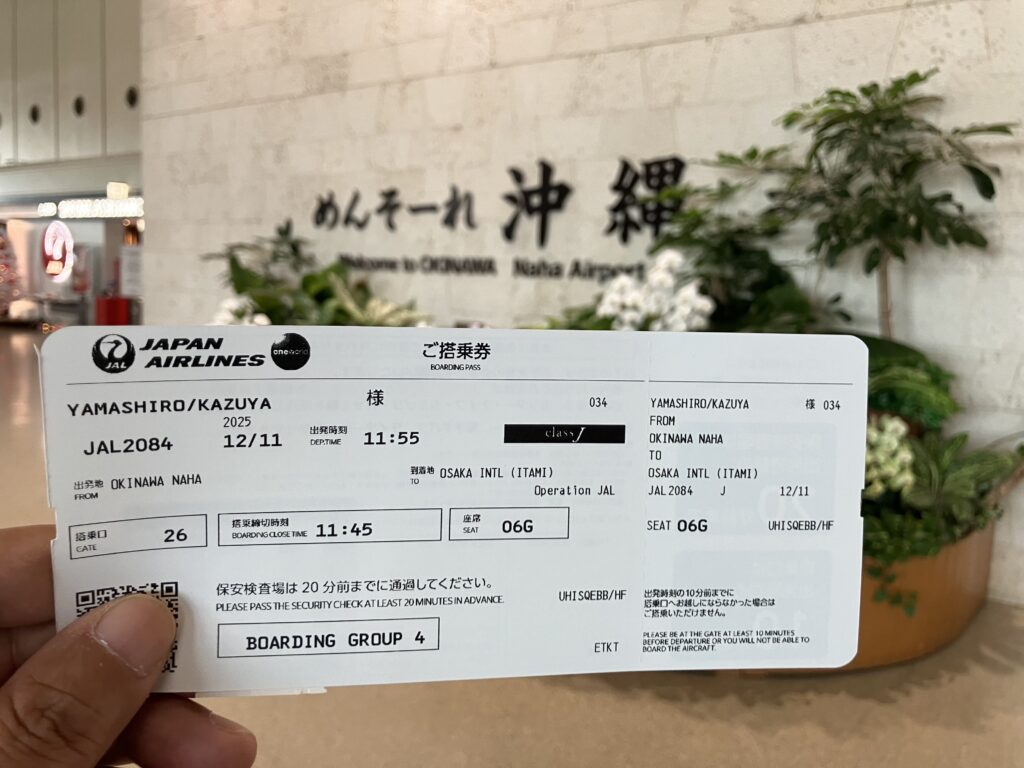 めんそーれ 沖縄
Welcome to OKINAWA Naha Airport
JAL
JAPAN
AIRLINES
oneworld
ご搭乗券
BOARDING PASS
YAMASHIRO/KAZUYA 様 034
2025
JAL2084 12/11 出発時刻 DEP.TIME 11:55 class J
出発地 FROM OKINAWA NAHA 到着地 TO OSAKA INTL (ITAMI)
Operation JAL
搭乗口 GATE 26 搭乗締切時刻 BOARDING CLOSE TIME 11:45 座席 SEAT 06G
保安検査場は20分前までに通過してください。
PLEASE PASS THE SECURITY CHECK AT LEAST 20 MINUTES IN ADVANCE.
UHISQEBB/HF
BOARDING GROUP 4
ETKT
YAMASHIRO/KAZUYA 様 034
FROM
OKINAWA NAHA
TO
OSAKA INTL (ITAMI)
JAL2084 J 12/11
SEAT 06G UHISQEBB/HF
出発時刻の10分前までに
搭乗口へお越しにならなかった場合は
ご搭乗いただけません。
PLEASE BE AT THE GATE AT LEAST 10 MINUTES
BEFORE DEPARTURE OR YOU WILL NOT BE ABLE TO
BOARD THE AIRCRAFT.